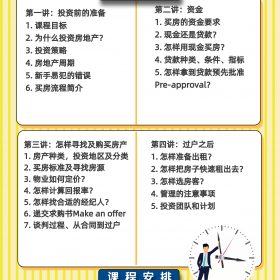 第一讲：投资前的准备
1. 课程目标
2. 为什么投资房地产？
3. 投资策略
4. 房地产周期
5. 新手易犯的错误
6. 买房流程简介
第二讲：资金
1. 买房的资金要求
2. 现金还是贷款？
3. 怎样用现金买房？
4. 贷款种类、条件、指标
5. 怎样拿到贷款预先批准
Pre-approval？
第三讲：怎样寻找及购买房产
1. 房产种类，投资地区及分类
2. 买房标准及寻找房源
3. 物业如何定价？
4. 怎样计算回报率？
5. 怎样找合适的经纪人？
6. 递交求购书Make an offer
7. 谈判过程、从合同到过户
第四讲：过户之后
1. 怎样准备出租？
2. 怎样把房子快速租出去？
3. 怎样选房客？
4. 管理的注意事项
5. 投资团队和计划
课程安排